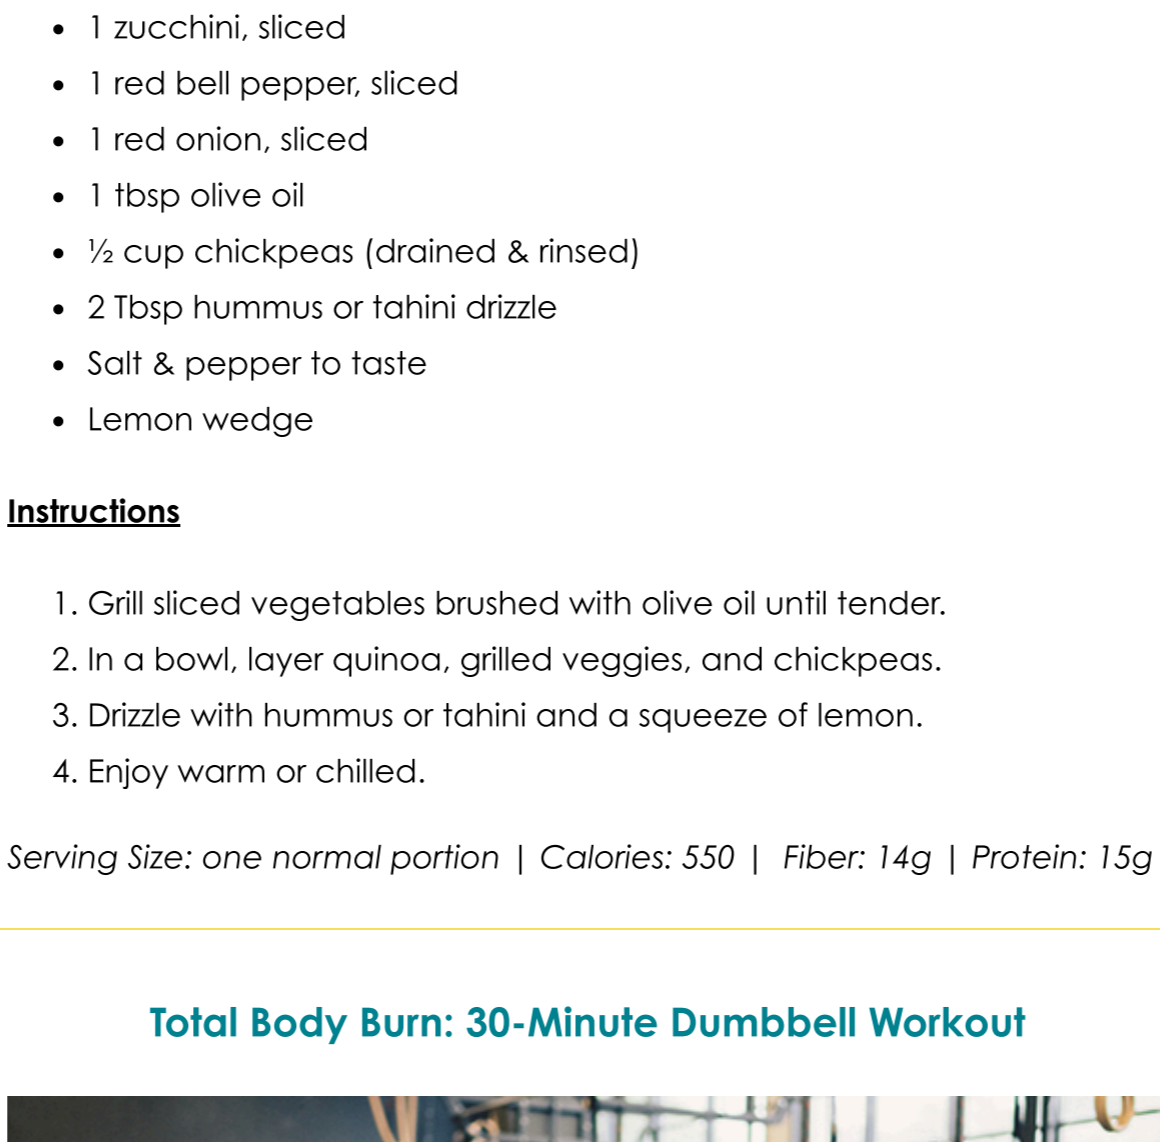 • 1 zucchini, sliced
• 1 red bell pepper, sliced
• 1 red onion, sliced
• 1 tbsp olive oil
• ½ cup chickpeas (drained & rinsed)
• 2 Tbsp hummus or tahini drizzle
• Salt & pepper to taste
• Lemon wedge
Instructions
1. Grill sliced vegetables brushed with olive oil until tender.
2. In a bowl, layer quinoa, grilled veggies, and chickpeas.
3. Drizzle with hummus or tahini and a squeeze of lemon.
4. Enjoy warm or chilled.
Serving Size: one normal portion | Calories: 550 | Fiber: 14g | Protein: 15g
Total Body Burn: 30-Minute Dumbbell Workout